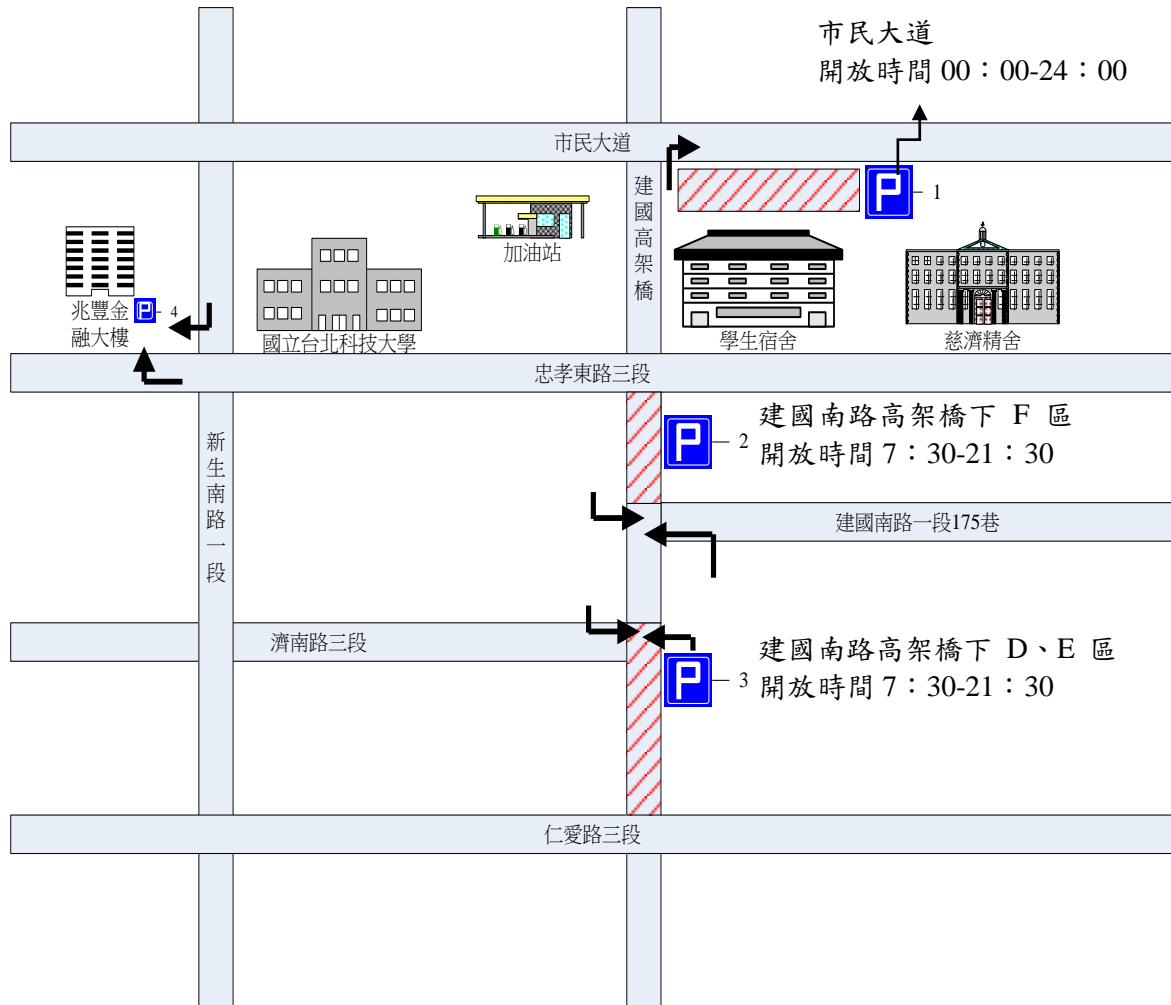 市民大道
開放時間 00：00-24：00
市民大道
建國高架橋
1
加油站
兆豐金
融大樓
4
國立台北科技大學
學生宿舍
慈濟精舍
忠孝東路三段
新生南路一段
2
建國南路高架橋下 F 區
開放時間 7：30-21：30
建國南路一段175巷
濟南路三段
3
建國南路高架橋下 D、E 區
開放時間 7：30-21：30
仁愛路三段
P
P
P
P